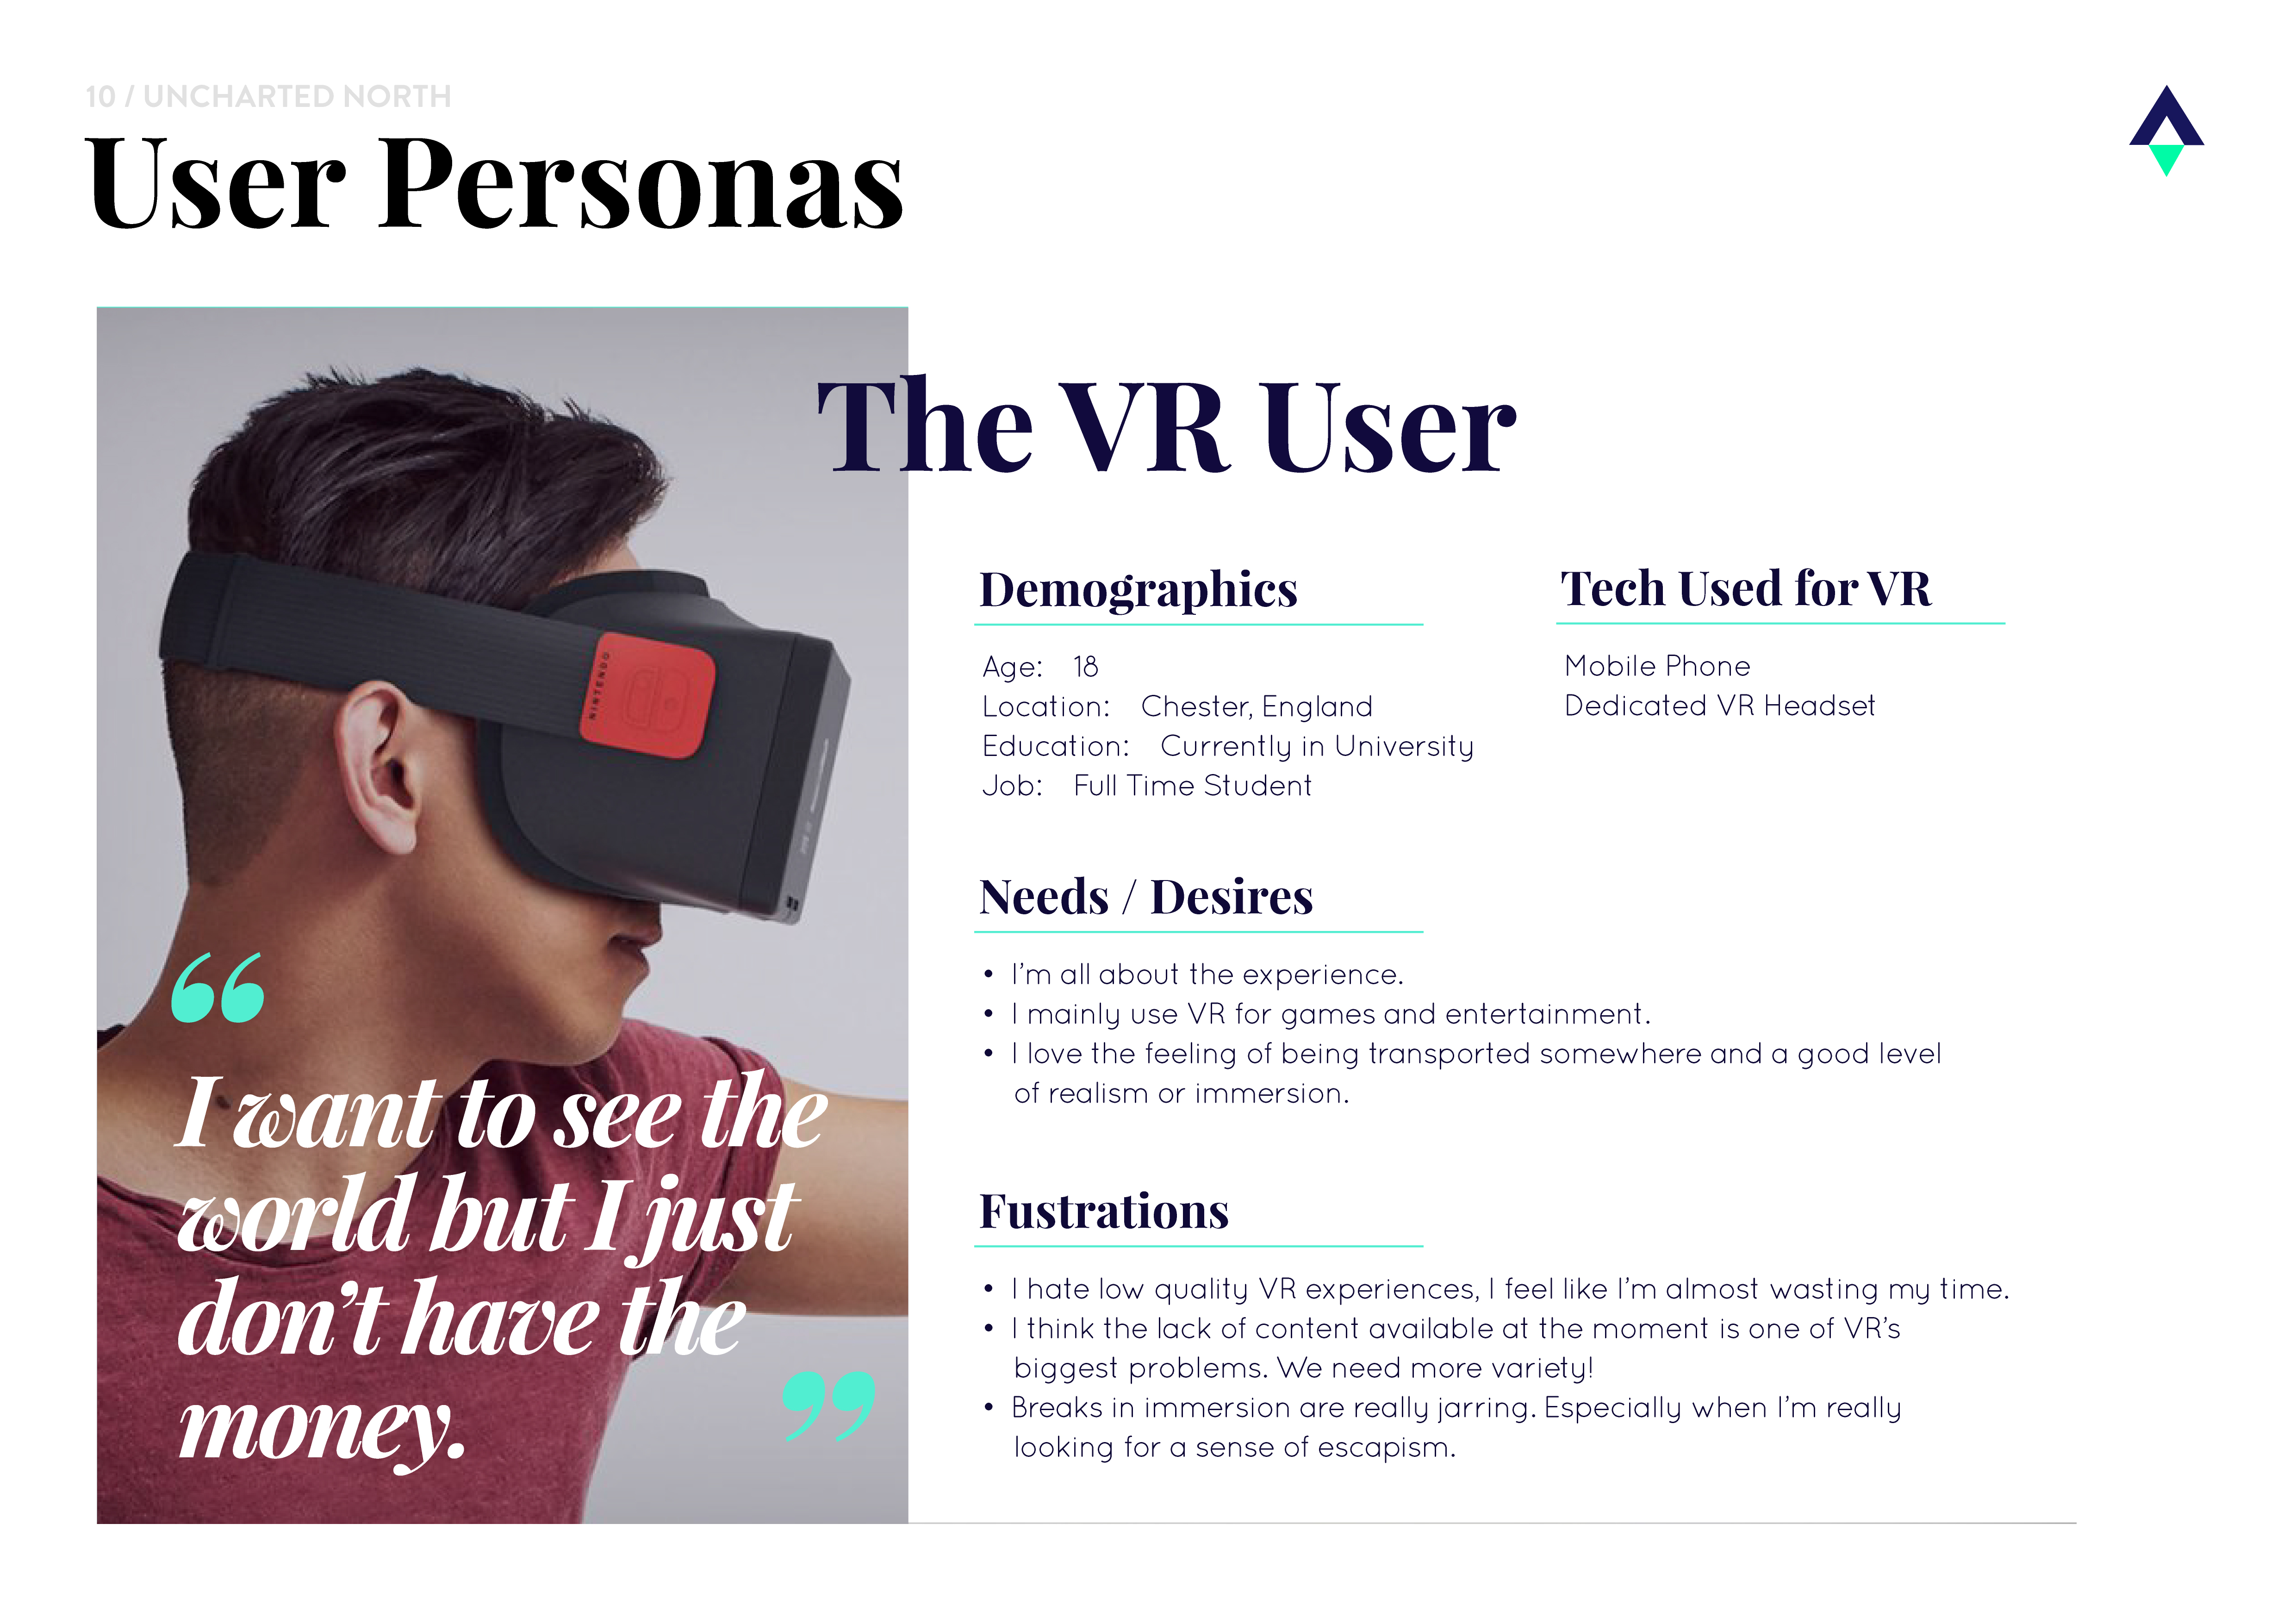 10 / UNCHARTED NORTH
User Personas
The VR User
NINTENDO
“
I want to see the
world but I just
don’t have the
money.
”
Demographics
Age: 18
Location: Chester, England
Education: Currently in University
Job: Full Time Student
Tech Used for VR
Mobile Phone
Dedicated VR Headset
Needs / Desires
• I’m all about the experience.
• I mainly use VR for games and entertainment.
• I love the feeling of being transported somewhere and a good level
of realism or immersion.
Fustrations
• I hate low quality VR experiences, I feel like I’m almost wasting my time.
• I think the lack of content available at the moment is one of VR’s
biggest problems. We need more variety!
• Breaks in immersion are really jarring. Especially when I’m really
looking for a sense of escapism.